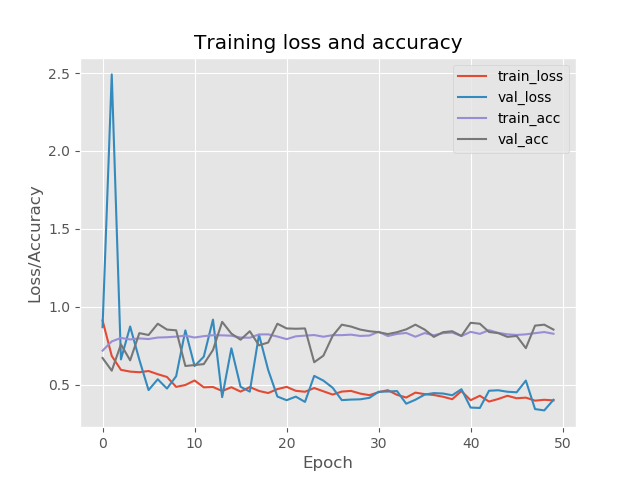 Training loss and accuracy
train_loss
val_loss
train_acc
val_acc
2.5
2.0
1.5
1.0
0.5
Loss/Accuracy
0 10 20 30 40 50
Epoch